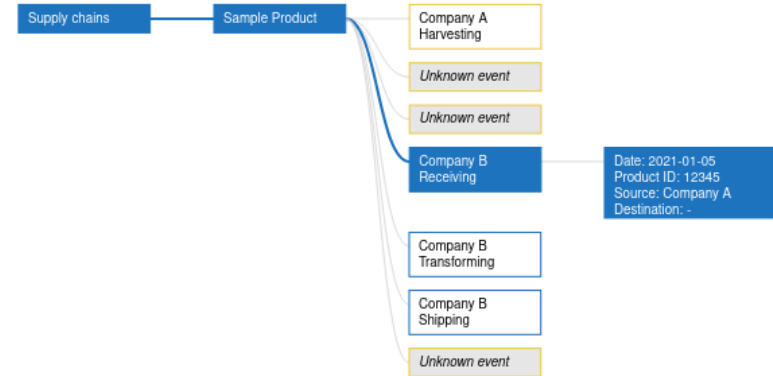 Supply chains
Sample Product
Company A
Harvesting
Unknown event
Unknown event
Company B
Receiving
Date: 2021-01-05
Product ID: 12345
Source: Company A
Destination: -
Company B
Transforming
Company B
Shipping
Unknown event